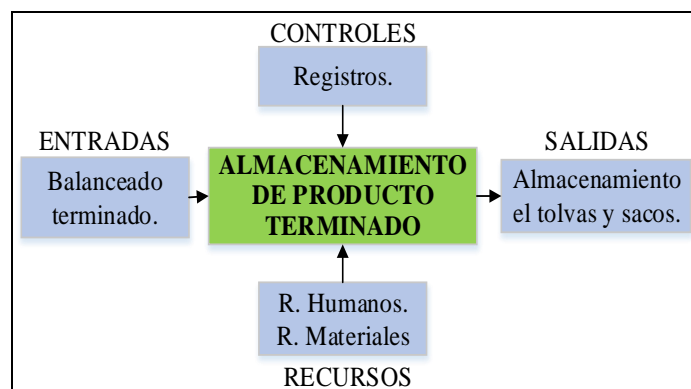 CONTROLES
Registros.
ENTRADAS
Balanceado
terminado.
ALMACENAMIENTO
DE PRODUCTO
TERMINADO
SALIDAS
Almacenamiento
el tolvas y sacos.
R. Humanos.
R. Materiales
RECURSOS